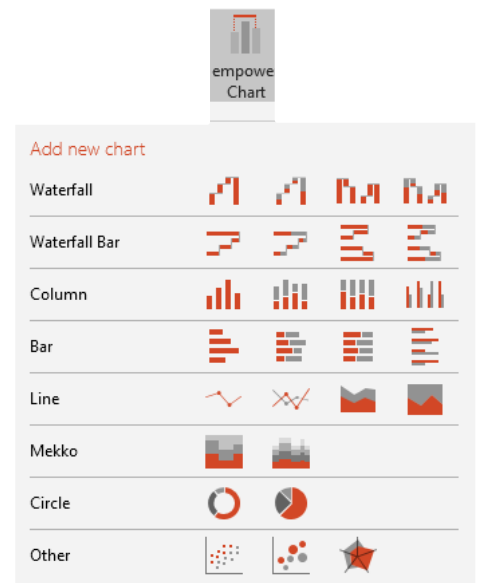 empowe
Chart
Add new chart
Waterfall
Waterfall Bar
Column
Bar
Line
Mekko
Circle
Other